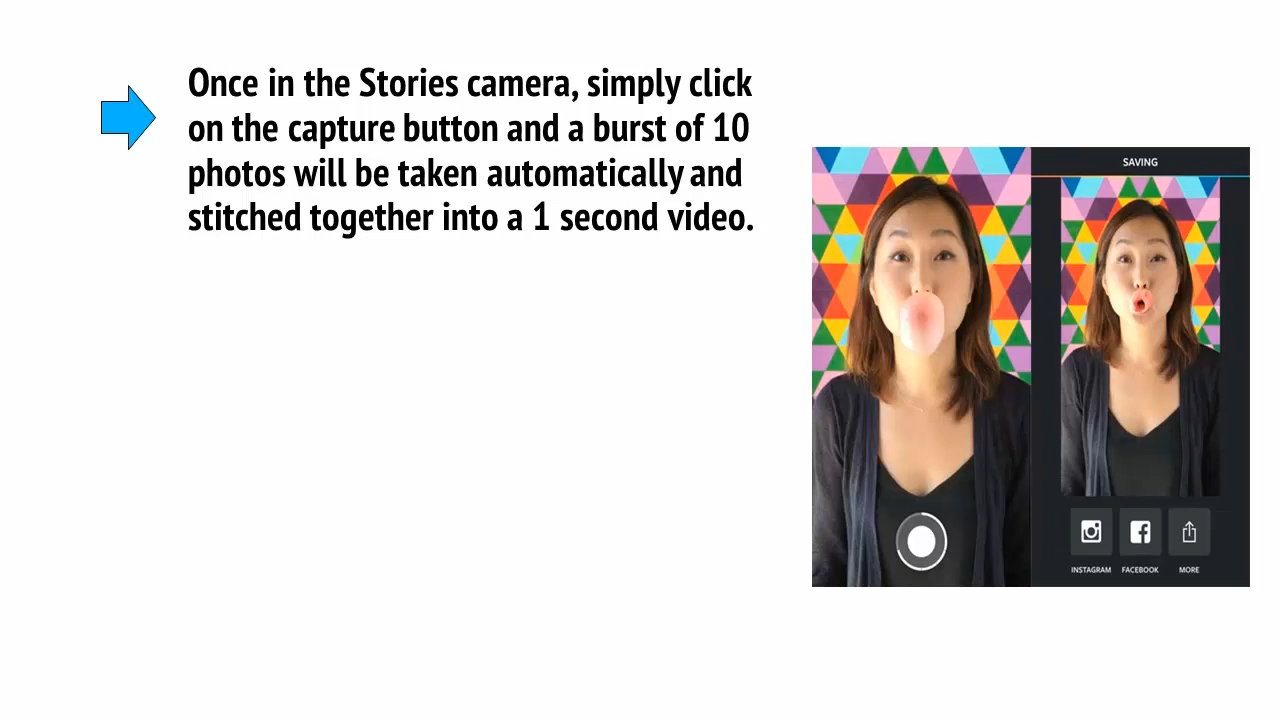 Once in the Stories camera, simply click
on the capture button and a burst of 10
photos will be taken automatically and
stitched together into a 1 second video.
SAVING
INSTAGRAM FACEBOOK MORE